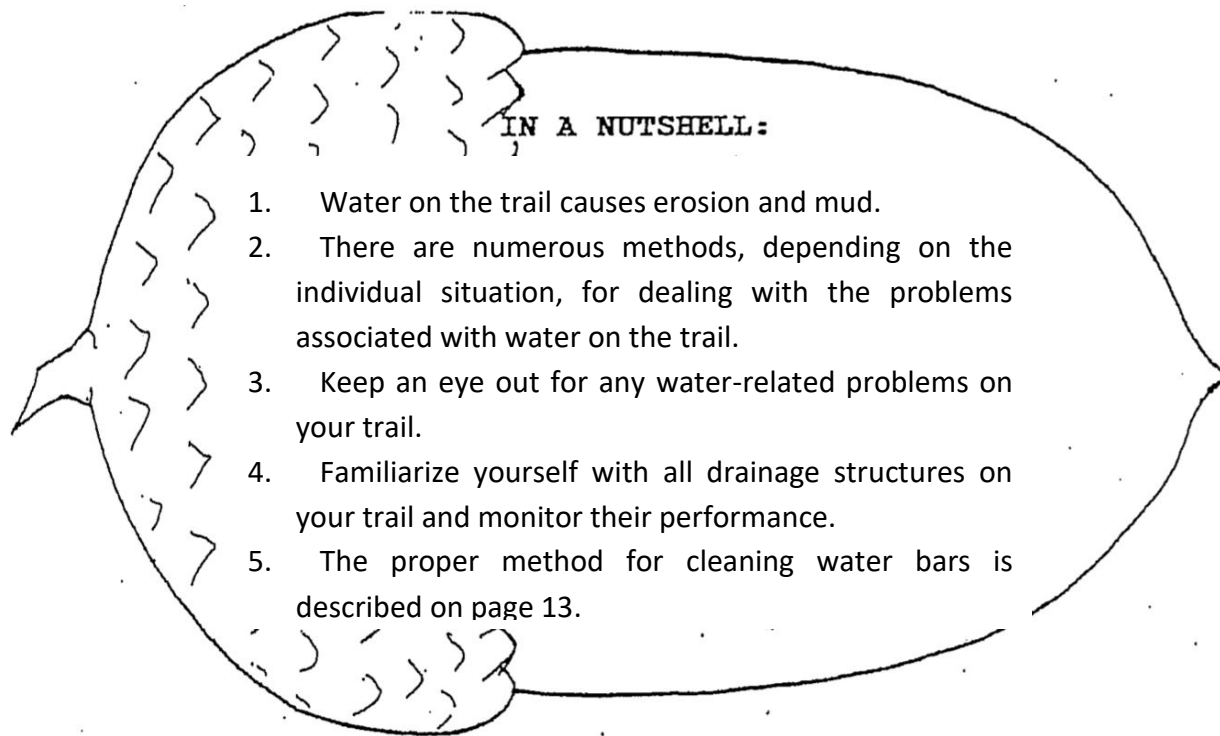 IN A NUTSHELL:
1. Water on the trail causes erosion and mud.
2. There are numerous methods, depending on the
individual situation, for dealing with the problems
associated with water on the trail.
3. Keep an eye out for any water-related problems on
your trail.
4. Familiarize yourself with all drainage structures on
your trail and monitor their performance.
5. The proper method for cleaning water bars is
described on page 13.